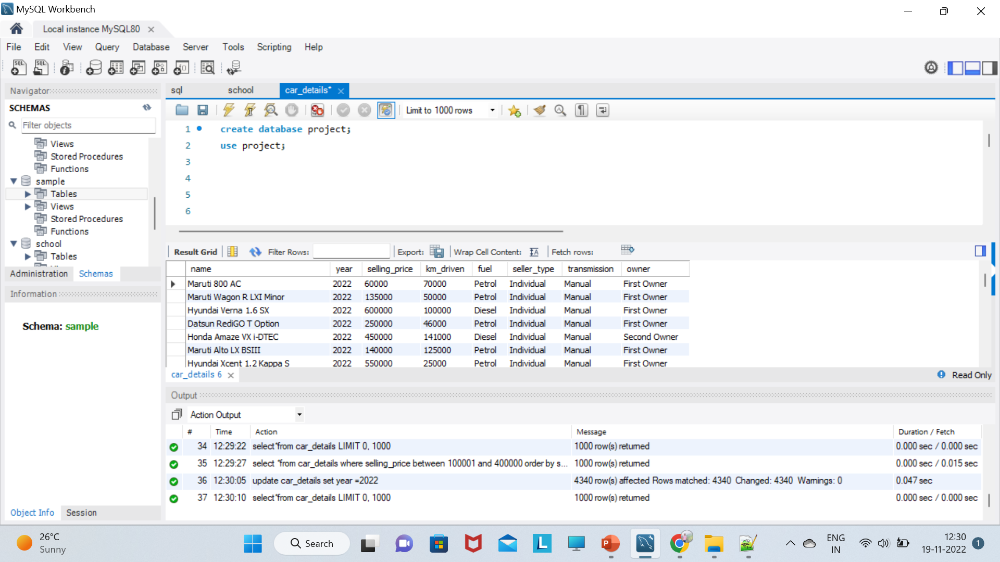 MySQL Workbench
Local instance MySQL80
File Edit View Query Database Server Tools Scripting Help
Navigator
SCHEMAS
Filter objects
Views
Stored Procedures
Functions
sample
Tables
Views
Stored Procedures
Functions
school
Tables
Administration Schemas
Information
Schema: sample
Object Info Session
sql school car_details*
Limit to 1000 rows
1 create database project;
2 use project;
3
4
5
6
Result Grid Filter Rows: Export: Wrap Cell Content: Fetch rows:
name year selling_price km_driven fuel seller_type transmission owner
Maruti 800 AC 2022 60000 70000 Petrol Individual Manual First Owner
Maruti Wagon R LXI Minor 2022 135000 50000 Petrol Individual Manual First Owner
Hyundai Verna 1.6 SX 2022 600000 100000 Diesel Individual Manual First Owner
Datsun RediGO T Option 2022 250000 46000 Petrol Individual Manual First Owner
Honda Amaze VX i-DTEC 2022 450000 141000 Diesel Individual Manual Second Owner
Maruti Alto LX BSIII 2022 140000 125000 Petrol Individual Manual First Owner
Hyundai Xcent 1.2 Kappa S 2022 550000 25000 Petrol Individual Manual First Owner
car_details 6 Read Only
Output
Action Output
# Time Action Message Duration / Fetch
34 12:29:22 select*from car_details LIMIT 0, 1000 1000 row(s) returned 0.000 sec / 0.000 sec
35 12:29:27 select *from car_details where selling_price between 100001 and 400000 order by s... 1000 row(s) returned 0.000 sec / 0.015 sec
36 12:30:05 update car_details set year =2022 4340 row(s) affected Rows matched: 4340 Changed: 4340 Warnings: 0 0.047 sec
37 12:30:10 select*from car_details LIMIT 0, 1000 1000 row(s) returned 0.000 sec / 0.000 sec
26°C
Sunny
Search
ENG
IN
12:30
19-11-2022
1